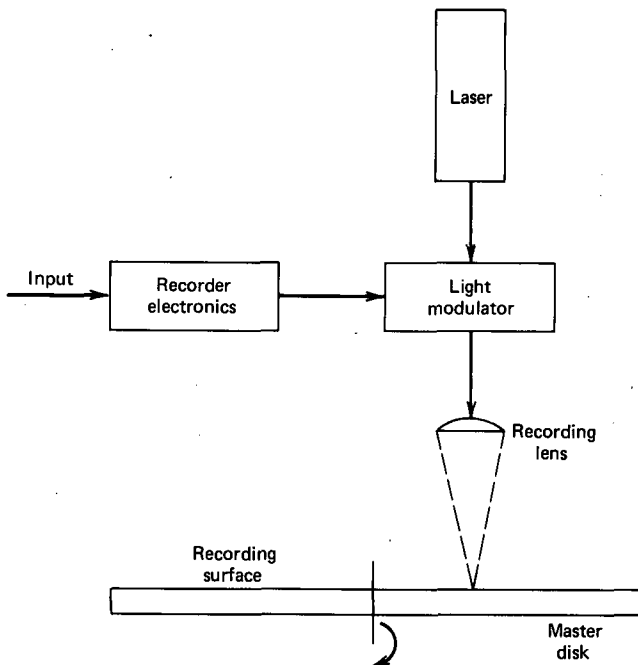 Laser
Input
Recorder
electronics
Light
modulator
Recording
lens
Recording
surface
Master
disk